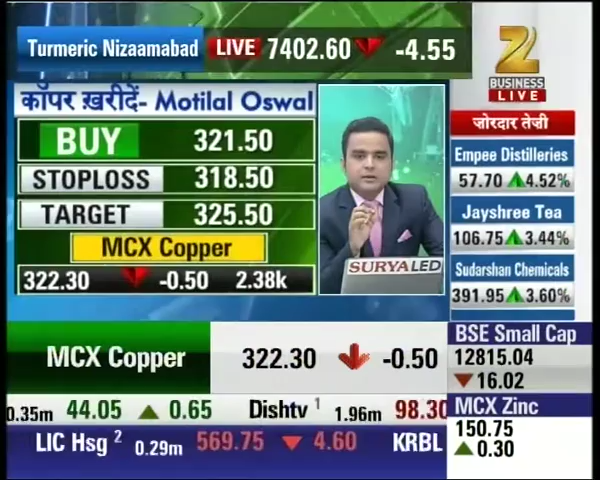 Turmeric Nizaamabad LIVE 7402.60 -4.55
Z
BUSINESS
LIVE
कॉपर ख़रीदें- Motilal Oswal
BUY 321.50
STOPLOSS 318.50
TARGET 325.50
MCX Copper
322.30 -0.50 2.38k
SURYA LED
ज़ोरदार तेजी
Empee Distilleries
57.70 4.52%
Jayshree Tea
106.75 3.44%
Sudarshan Chemicals
391.95 3.60%
MCX Copper 322.30 -0.50
BSE Small Cap
12815.04
16.02
MCX Zinc
150.75
0.30
0.35m 44.05 0.65 Dishtv 1 1.96m 98.30
LIC Hsg 2 0.29m 569.75 4.60 KRBL